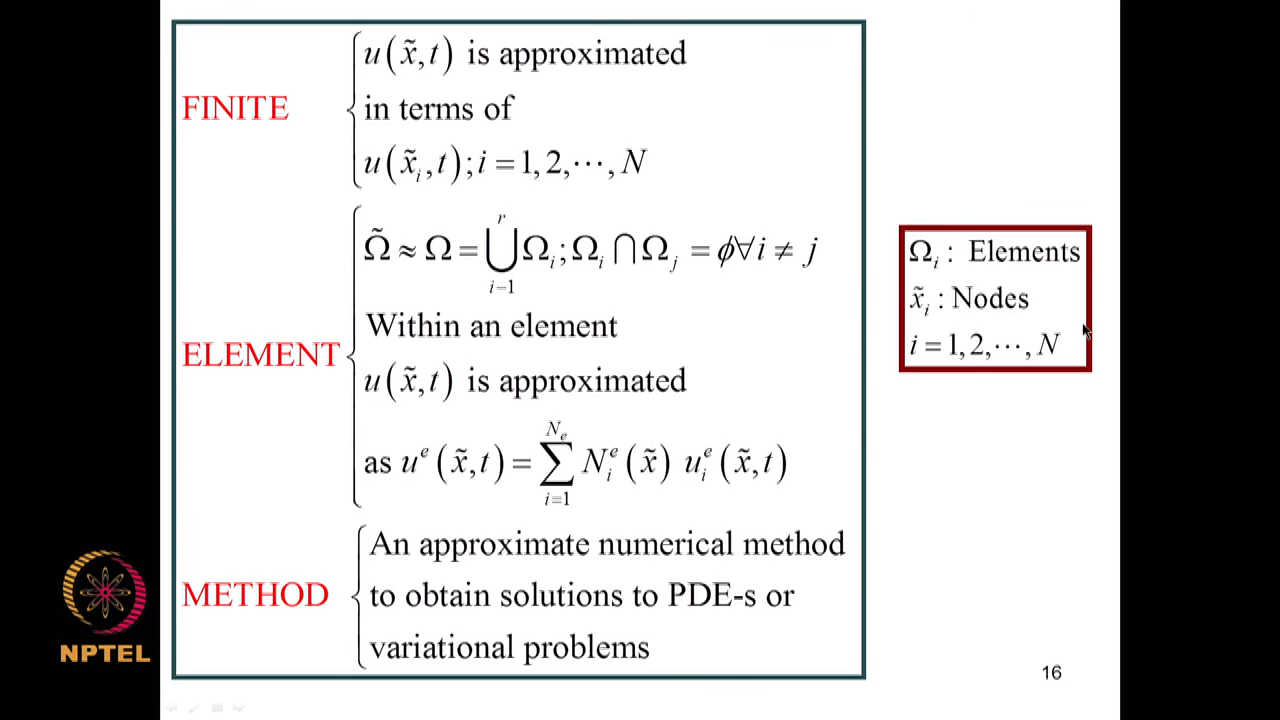 FINITE
u(x̃,t) is approximated
in terms of
u(x̃ᵢ,t); i = 1, 2, ⋯, N
ELEMENT
Ω̃ ≈ Ω = ⋃_{i=1}^{r} Ωᵢ; Ωᵢ ⋂ Ωⱼ = ϕ∀i ≠ j
Within an element
u(x̃,t) is approximated
as uᵉ(x̃,t) = ∑_{i=1}^{Nₑ} Nᵢᵉ(x̃) uᵢᵉ(x̃,t)
METHOD
An approximate numerical method
to obtain solutions to PDE-s or
variational problems
Ωᵢ : Elements
x̃ᵢ : Nodes
i = 1, 2, ⋯, N
NPTEL
16